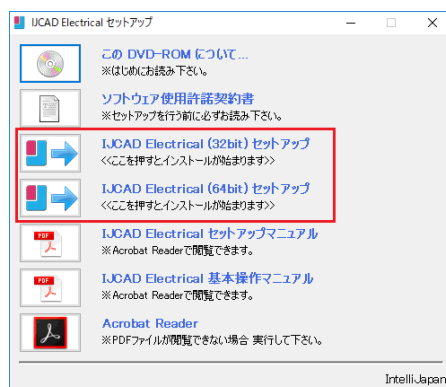 IJCAD Electrical セットアップ
この DVD-ROM について...
※はじめにお読み下さい。
ソフトウェア使用許諾契約書
※セットアップを行う前に必ずお読み下さい。
IJCAD Electrical (32bit) セットアップ
<<ここを押すとインストールが始まります>>
IJCAD Electrical (64bit) セットアップ
<<ここを押すとインストールが始まります>>
PDF
IJCAD Electrical セットアップマニュアル
※Acrobat Readerで閲覧できます。
PDF
IJCAD Electrical 基本操作マニュアル
※Acrobat Readerで閲覧できます。
Acrobat Reader
※PDFファイルが閲覧できない場合 実行して下さい。
IntelliJapan